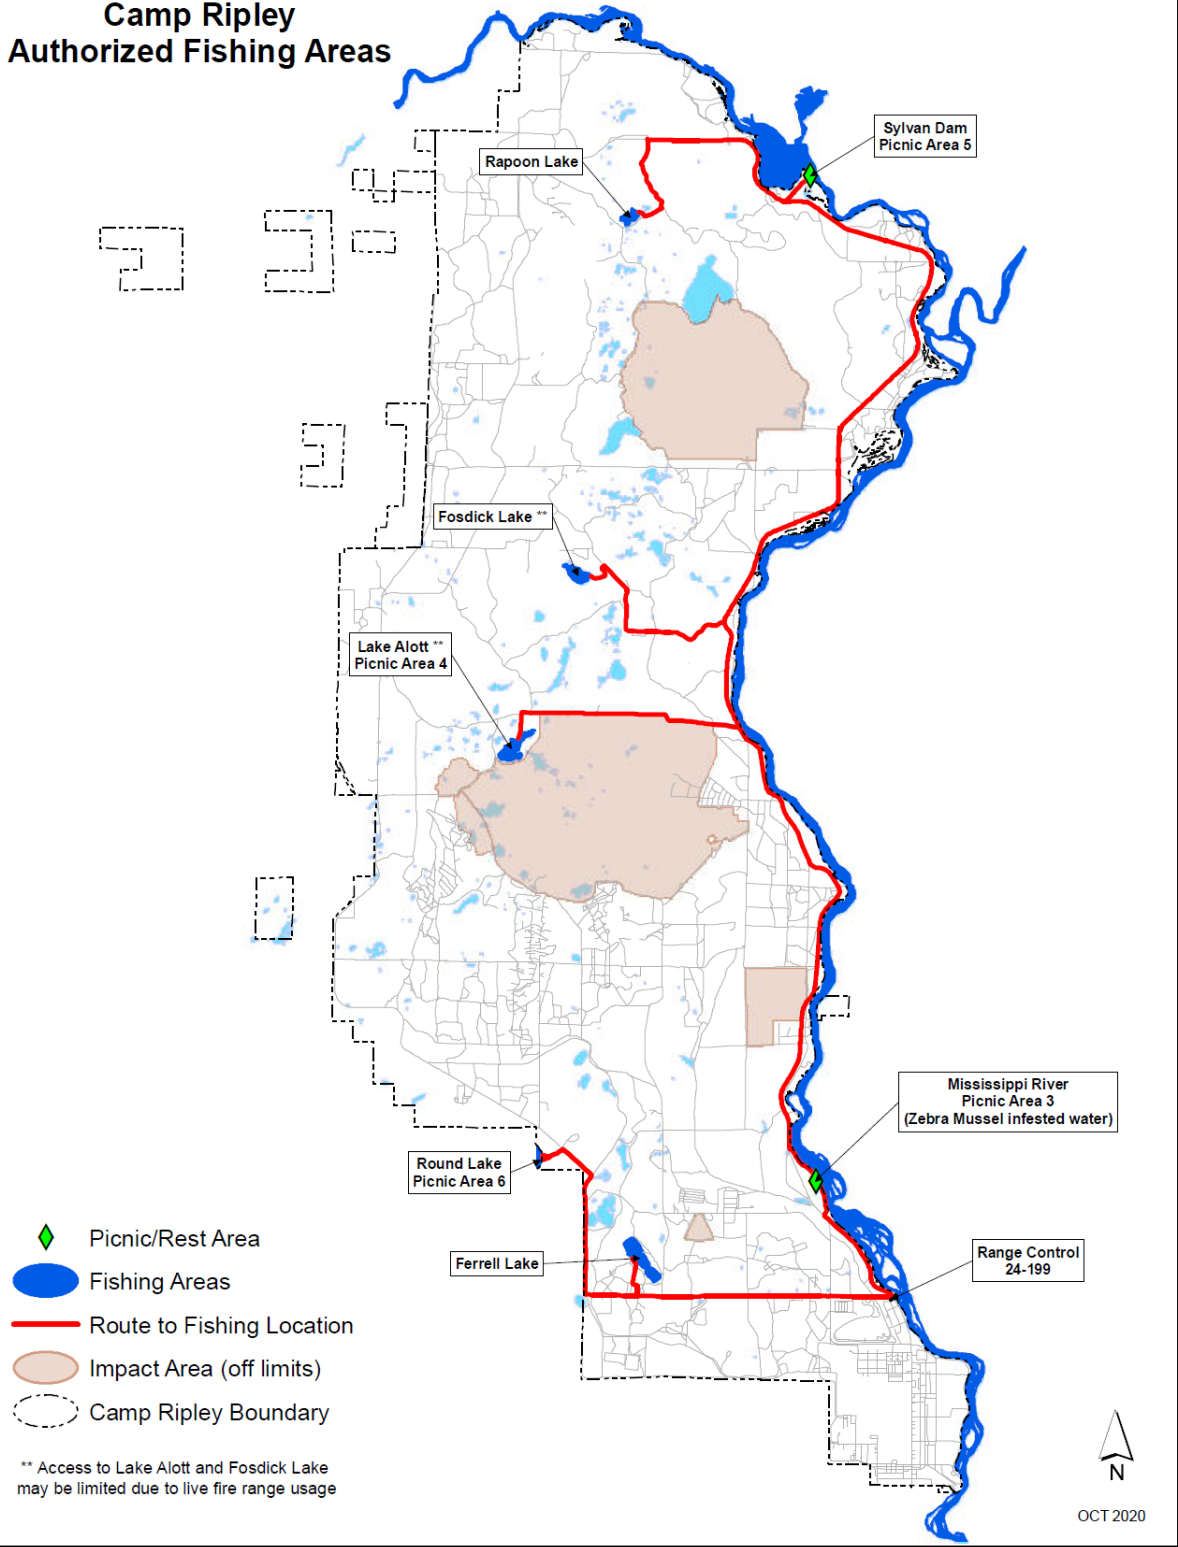 Camp Ripley
Authorized Fishing Areas
Sylvan Dam
Picnic Area 5
Rapoon Lake
Fosdick Lake **
Lake Alott **
Picnic Area 4
Mississippi River
Picnic Area 3
(Zebra Mussel infested water)
Round Lake
Picnic Area 6
Ferrell Lake
Range Control
24-199
Picnic/Rest Area
Fishing Areas
Route to Fishing Location
Impact Area (off limits)
Camp Ripley Boundary
** Access to Lake Alott and Fosdick Lake
may be limited due to live fire range usage
N
OCT 2020